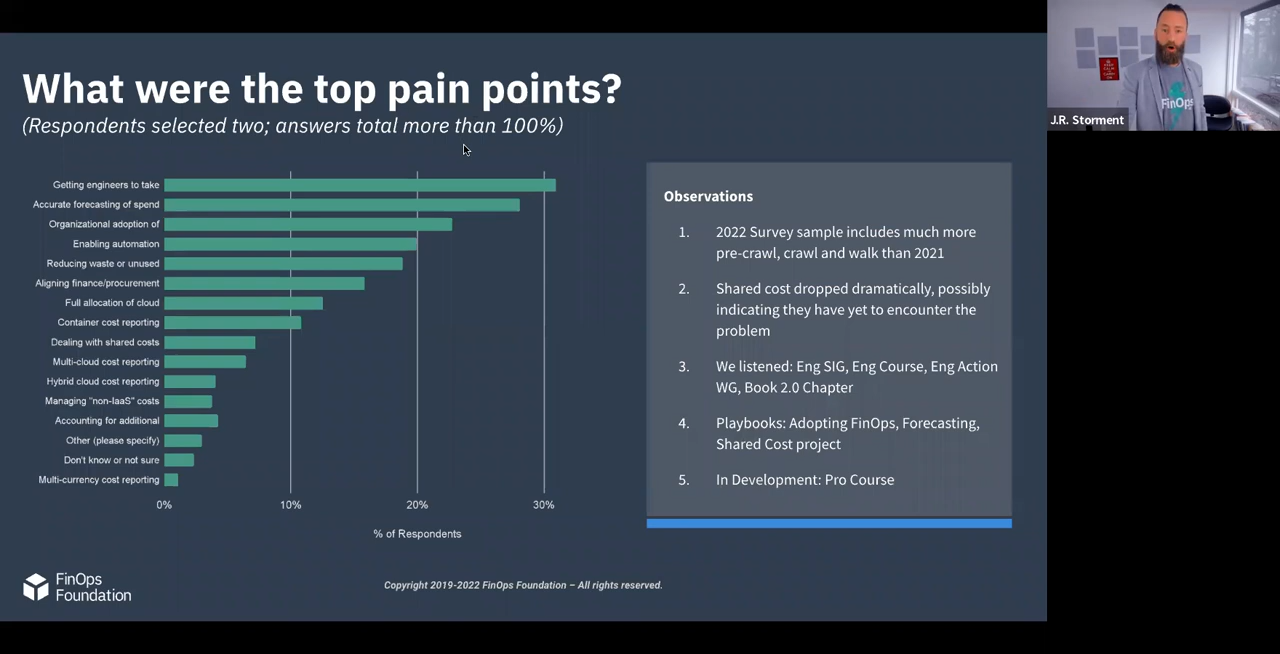 What were the top pain points?
(Respondents selected two; answers total more than 100%)
Getting engineers to take
Accurate forecasting of spend
Organizational adoption of
Enabling automation
Reducing waste or unused
Aligning finance/procurement
Full allocation of cloud
Container cost reporting
Dealing with shared costs
Multi-cloud cost reporting
Hybrid cloud cost reporting
Managing "non-IaaS" costs
Accounting for additional
Other (please specify)
Don't know or not sure
Multi-currency cost reporting
0%
10%
20%
30%
% of Respondents
Observations
1. 2022 Survey sample includes much more
pre-crawl, crawl and walk than 2021
2. Shared cost dropped dramatically, possibly
indicating they have yet to encounter the
problem
3. We listened: Eng SIG, Eng Course, Eng Action
WG, Book 2.0 Chapter
4. Playbooks: Adopting FinOps, Forecasting,
Shared Cost project
5. In Development: Pro Course
FinOps
Foundation
Copyright 2019-2022 FinOps Foundation – All rights reserved.
FinOps
J.R. Storment